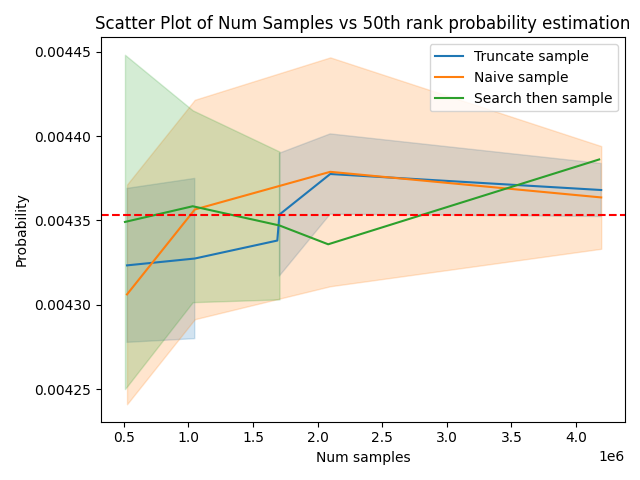 Scatter Plot of Num Samples vs 50th rank probability estimation
Truncate sample
Naive sample
Search then sample
Probability
0.00445
0.00440
0.00435
0.00430
0.00425
0.5 1.0 1.5 2.0 2.5 3.0 3.5 4.0
1e6
Num samples